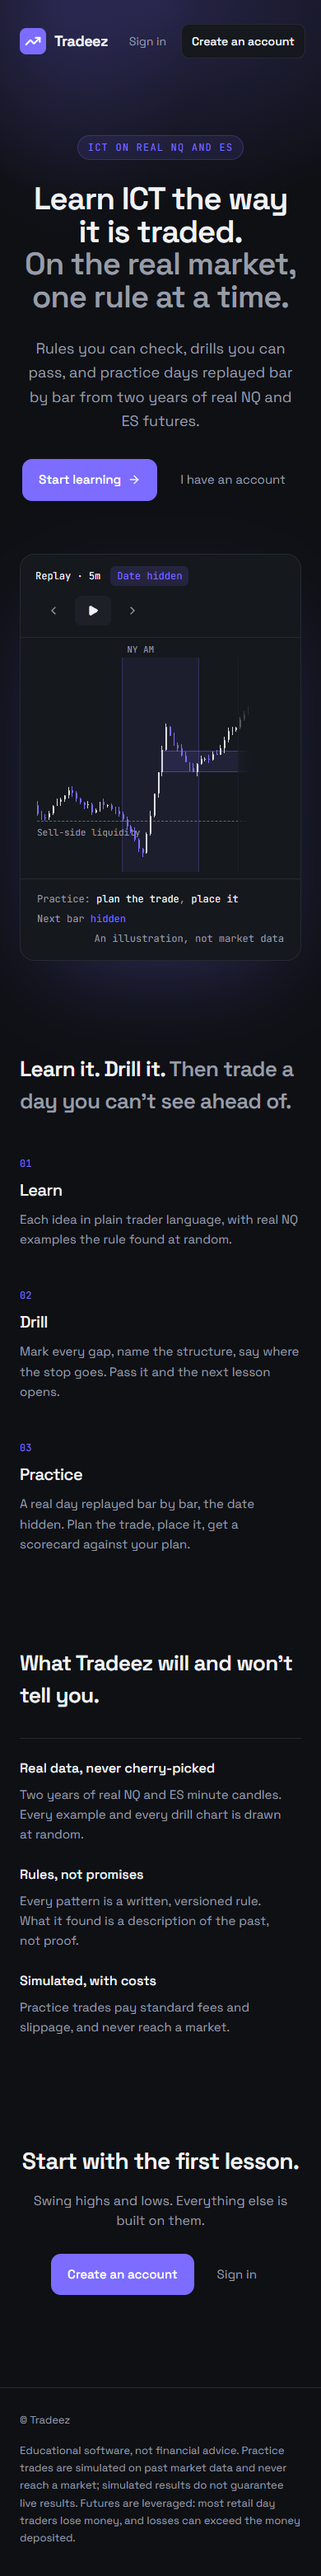 Tradeez
Sign in
Create an account
ICT ON REAL NQ AND ES
Learn ICT the way
it is traded.
On the real market,
one rule at a time.
Rules you can check, drills you can
pass, and practice days replayed bar
by bar from two years of real NQ and
ES futures.
Start learning →
I have an account
Replay · 5m
Date hidden
NY AM
Sell-side liquidity
Practice: plan the trade, place it
Next bar hidden
An illustration, not market data
Learn it. Drill it. Then trade a
day you can’t see ahead of.
01
Learn
Each idea in plain trader language, with real NQ
examples the rule found at random.
02
Drill
Mark every gap, name the structure, say where
the stop goes. Pass it and the next lesson
opens.
03
Practice
A real day replayed bar by bar, the date
hidden. Plan the trade, place it, get a
scorecard against your plan.
What Tradeez will and won’t
tell you.
Real data, never cherry-picked
Two years of real NQ and ES minute candles.
Every example and every drill chart is drawn
at random.
Rules, not promises
Every pattern is a written, versioned rule.
What it found is a description of the past,
not proof.
Simulated, with costs
Practice trades pay standard fees and
slippage, and never reach a market.
Start with the first lesson.
Swing highs and lows. Everything else is
built on them.
Create an account
Sign in
© Tradeez
Educational software, not financial advice. Practice
trades are simulated on past market data and never
reach a market; simulated results do not guarantee
live results. Futures are leveraged: most retail day
traders lose money, and losses can exceed the money
deposited.